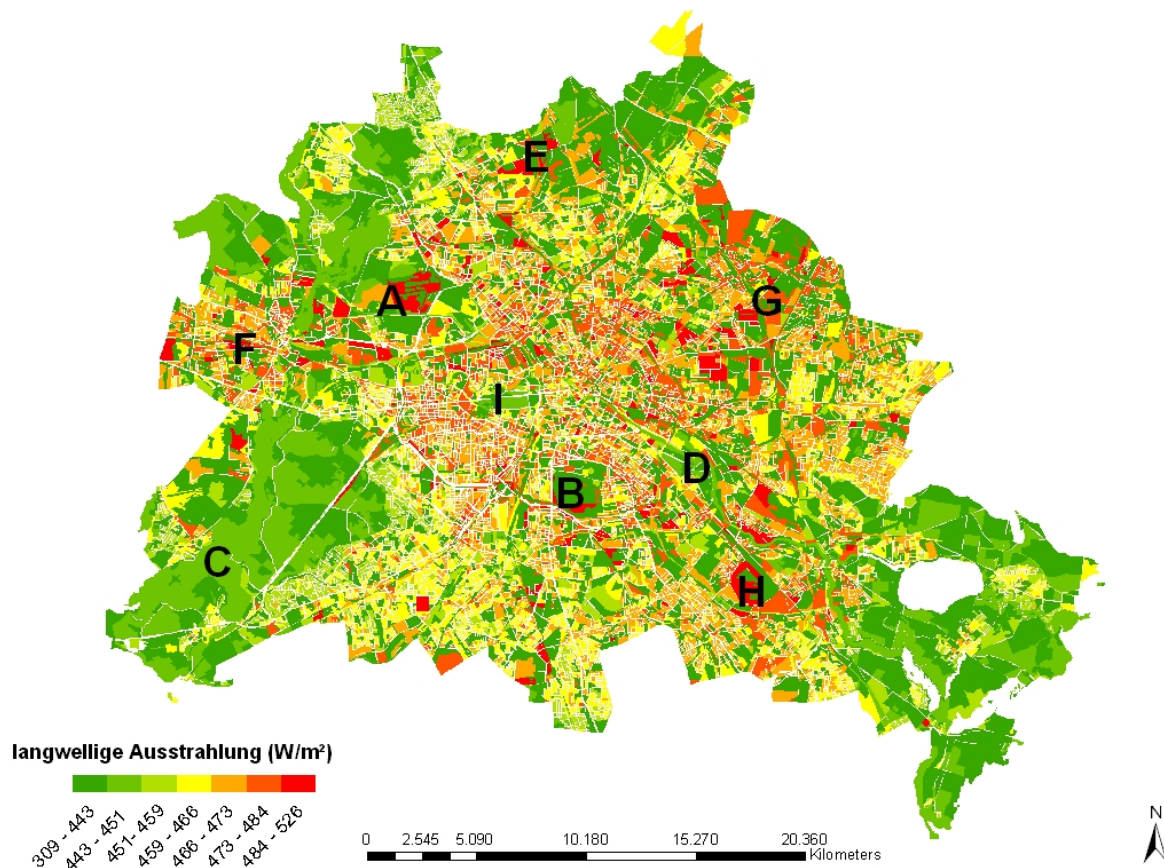 E
A
G
F
I
D
B
C
H
langwellige Ausstrahlung (W/m²)
309 - 443
443 - 451
451- 459
459 - 466
466 - 473
473 - 484
484 - 526
0 2.545 5.090 10.180 15.270 20.360
Kilometers
N